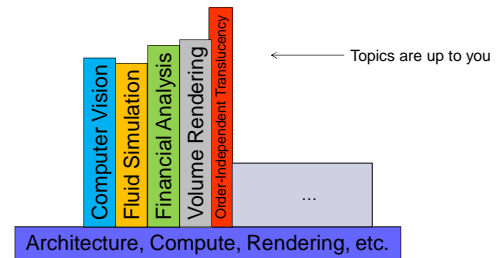 Computer Vision
Fluid Simulation
Financial Analysis
Volume Rendering
Order-Independent Translucency
Topics are up to you
...
Architecture, Compute, Rendering, etc.